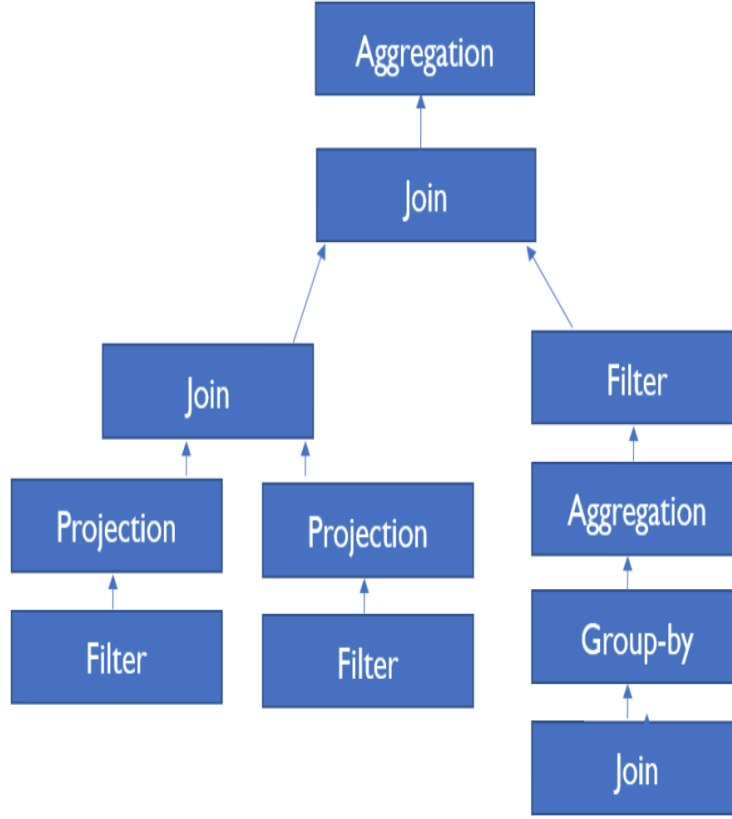 Aggregation
Join
Join
Filter
Projection
Projection
Aggregation
Filter
Filter
Group-by
Join